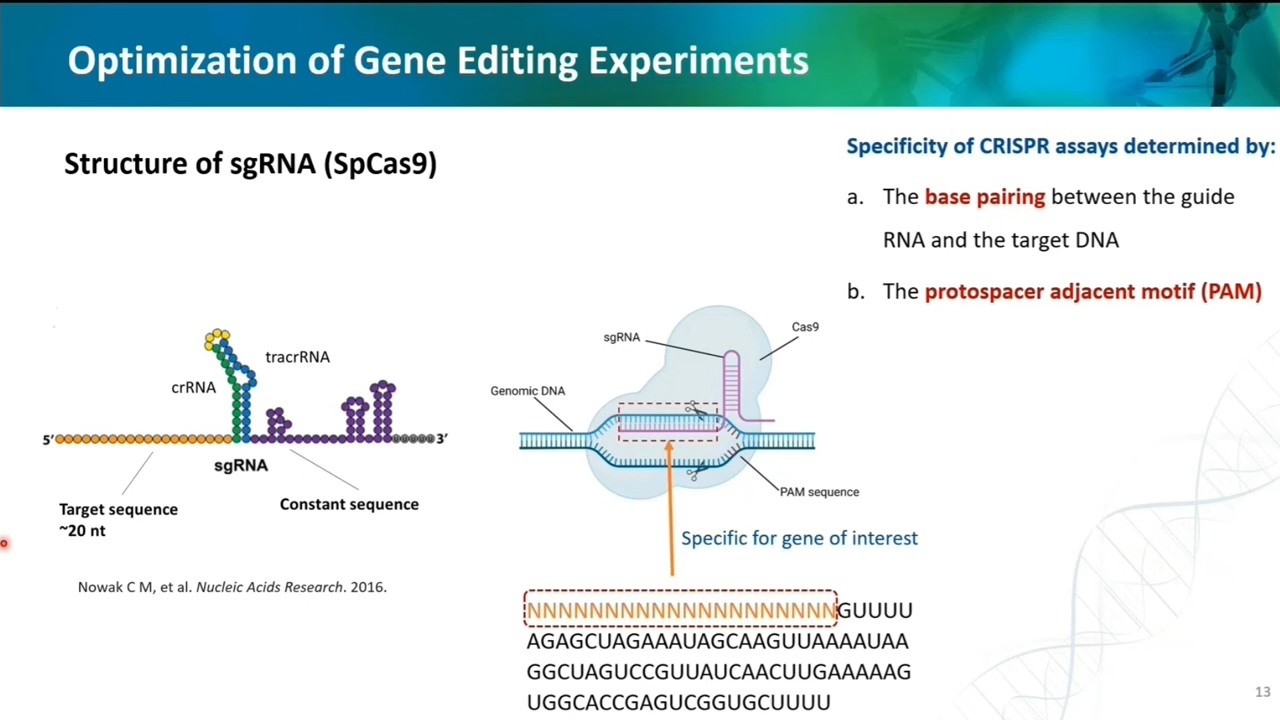 Optimization of Gene Editing Experiments
Structure of sgRNA (SpCas9)
Specificity of CRISPR assays determined by:
a. The base pairing between the guide
RNA and the target DNA
b. The protospacer adjacent motif (PAM)
tracrRNA
crRNA
5′
UUUUU
3′
sgRNA
Target sequence
~20 nt
Constant sequence
Nowak C M, et al. Nucleic Acids Research. 2016.
sgRNA
Cas9
Genomic DNA
PAM sequence
Specific for gene of interest
NNNNNNNNNNNNNNNNNNNNGUUUU
AGAGCUAGAAAUAGCAAGUUAAAAUAA
GGCUAGUCCGUUAUCAACUUGAAAAAG
UGGCACCGAGUCGGUGCUUUU
13